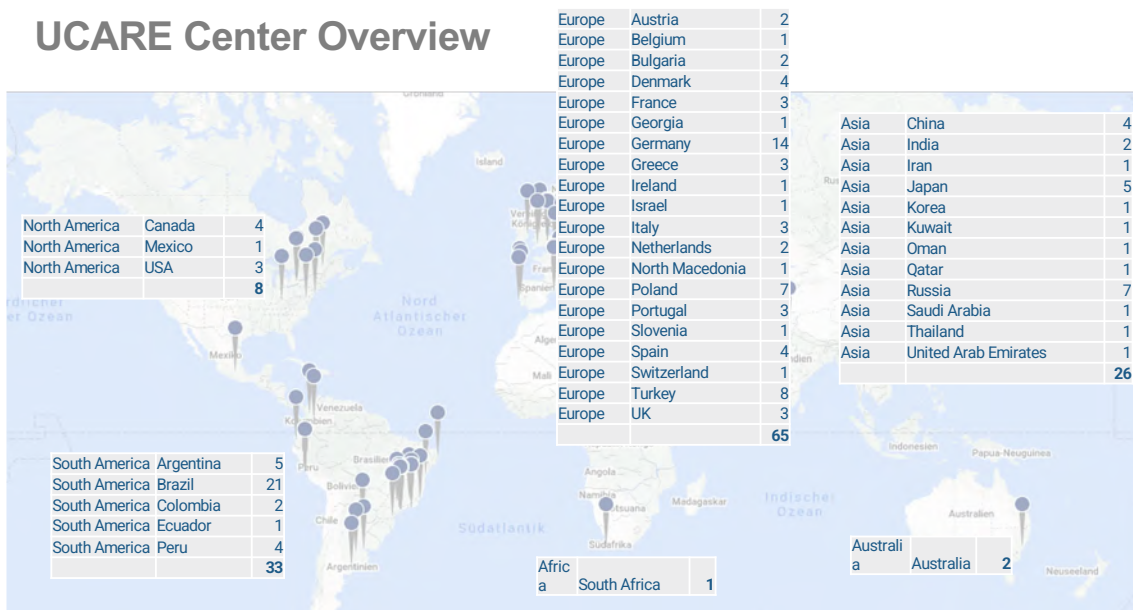 UCARE Center Overview
Europe Austria 2
Europe Belgium 1
Europe Bulgaria 2
Europe Denmark 4
Europe France 3
Europe Georgia 1
Europe Germany 14
Europe Greece 3
Europe Ireland 1
Europe Israel 1
Europe Italy 3
Europe Netherlands 2
Europe North Macedonia 1
Europe Poland 7
Europe Portugal 3
Europe Slovenia 1
Europe Spain 4
Europe Switzerland 1
Europe Turkey 8
Europe UK 3
65
Asia China 4
Asia India 2
Asia Iran 1
Asia Japan 5
Asia Korea 1
Asia Kuwait 1
Asia Oman 1
Asia Qatar 1
Asia Russia 7
Asia Saudi Arabia 1
Asia Thailand 1
Asia United Arab Emirates 1
26
North America Canada 4
North America Mexico 1
North America USA 3
8
South America Argentina 5
South America Brazil 21
South America Colombia 2
South America Ecuador 1
South America Peru 4
33
Afric
a South Africa 1
Australi
a Australia 2
Island
Nord
Atlantischer
Ozean
Mexiko
Venezuela
Peru
Bolivie
Chile
Argentinien
Südatlantik
Mali
Angola
Namibia
Madagaskar
Südafrika
Indischer
Ozean
Indonesien
Papua-Neuguinea
Australien
Neuseeland